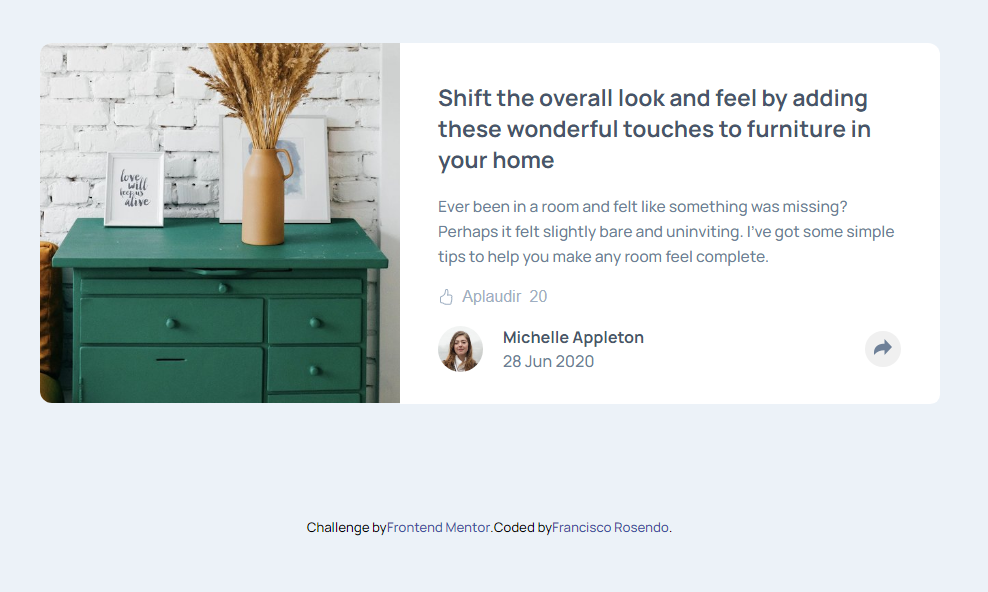 love
will
keep us
alive
Shift the overall look and feel by adding
these wonderful touches to furniture in
your home
Ever been in a room and felt like something was missing?
Perhaps it felt slightly bare and uninviting. I've got some simple
tips to help you make any room feel complete.
Aplaudir 20
Michelle Appleton
28 Jun 2020
Challenge byFrontend Mentor.Coded byFrancisco Rosendo.